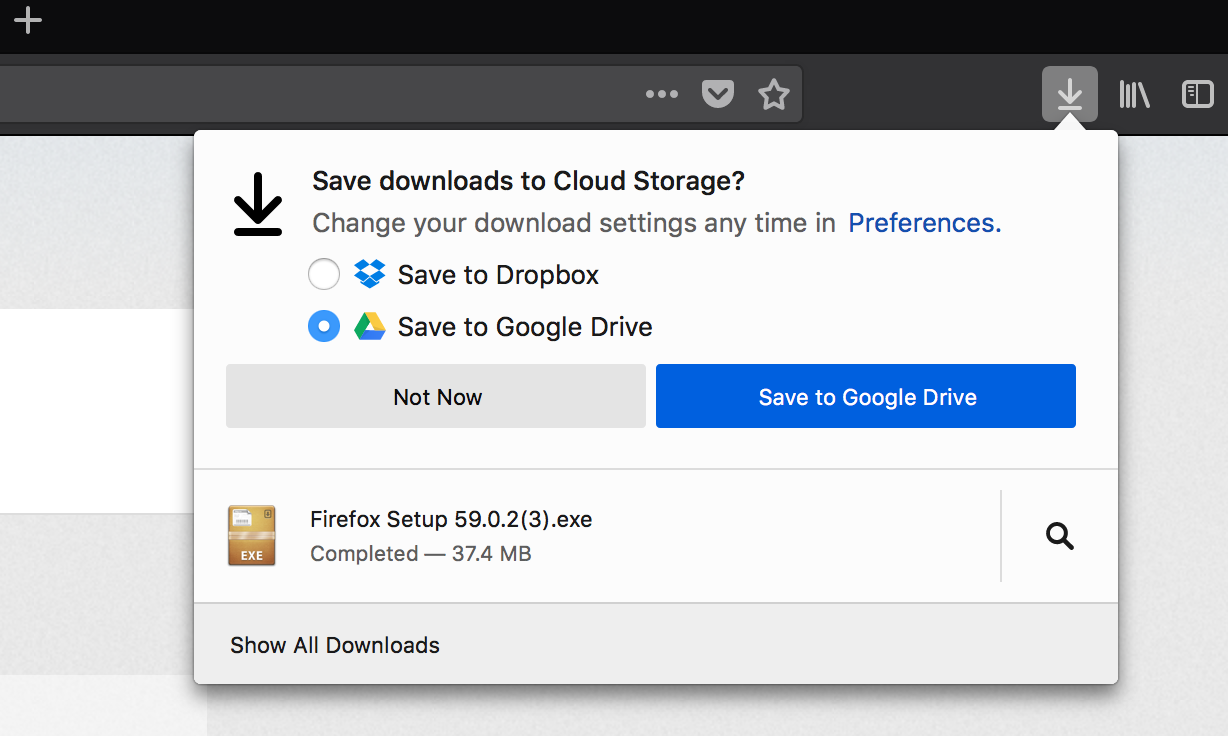 Save downloads to Cloud Storage?
Change your download settings any time in Preferences.
Save to Dropbox
Save to Google Drive
Not Now
Save to Google Drive
Firefox Setup 59.0.2(3).exe
EXE
Completed — 37.4 MB
Show All Downloads